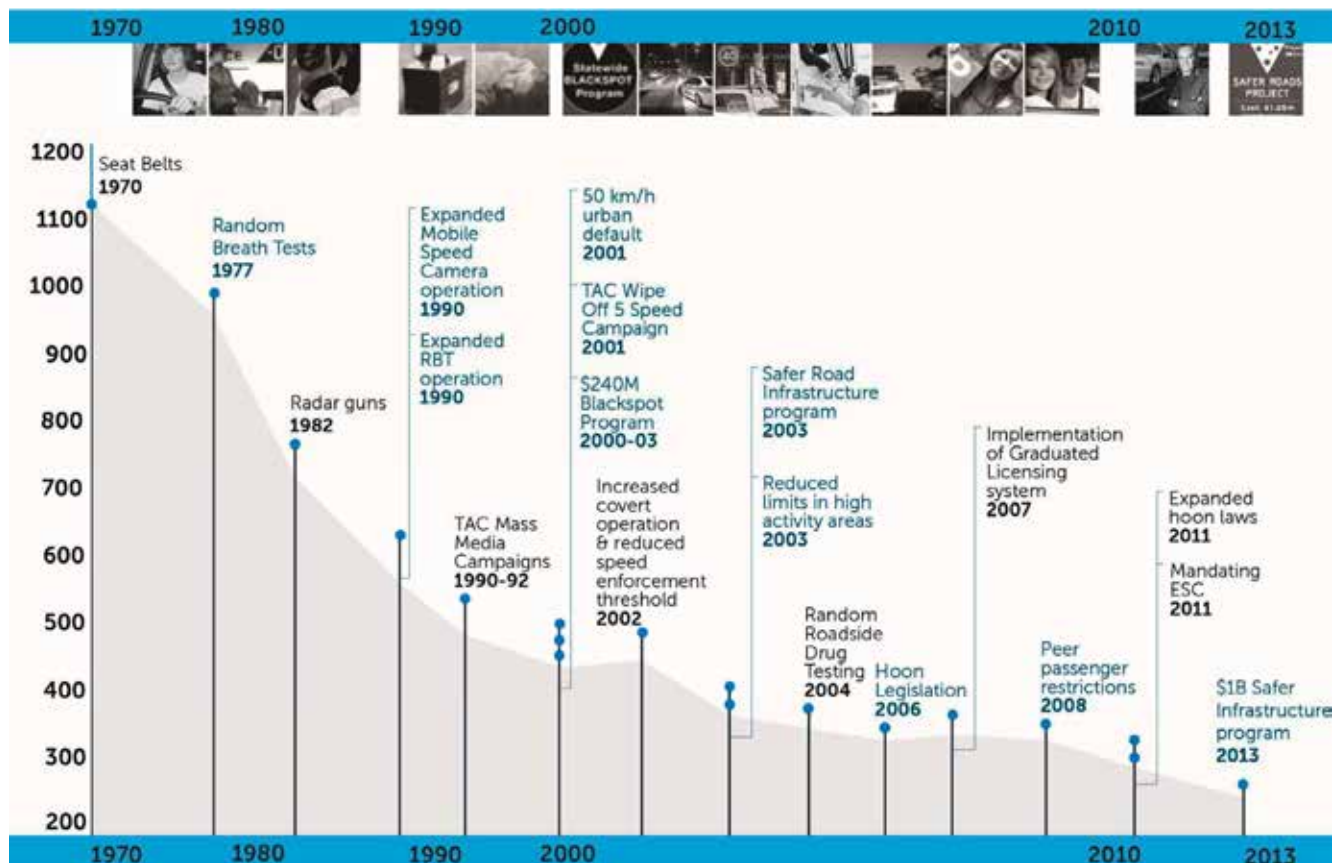 1970 1980 1990 2000 2010 2013
Statewide
BLACKSPOT
Program
SAFER ROADS
PROJECT
1200
1100
1000
900
800
700
600
500
400
300
200
Seat Belts
1970
Random
Breath Tests
1977
Radar guns
1982
Expanded
Mobile
Speed
Camera
operation
1990
Expanded
RBT
operation
1990
TAC Mass
Media
Campaigns
1990-92
50 km/h
urban
default
2001
TAC Wipe
Off 5 Speed
Campaign
2001
$240M
Blackspot
Program
2000-03
Increased
covert
operation
& reduced
speed
enforcement
threshold
2002
Safer Road
Infrastructure
program
2003
Reduced
limits in high
activity areas
2003
Random
Roadside
Drug
Testing
2004
Hoon
Legislation
2006
Implementation
of Graduated
Licensing
system
2007
Peer
passenger
restrictions
2008
Expanded
hoon laws
2011
Mandating
ESC
2011
$1B Safer
Infrastructure
program
2013
1970 1980 1990 2000 2010 2013